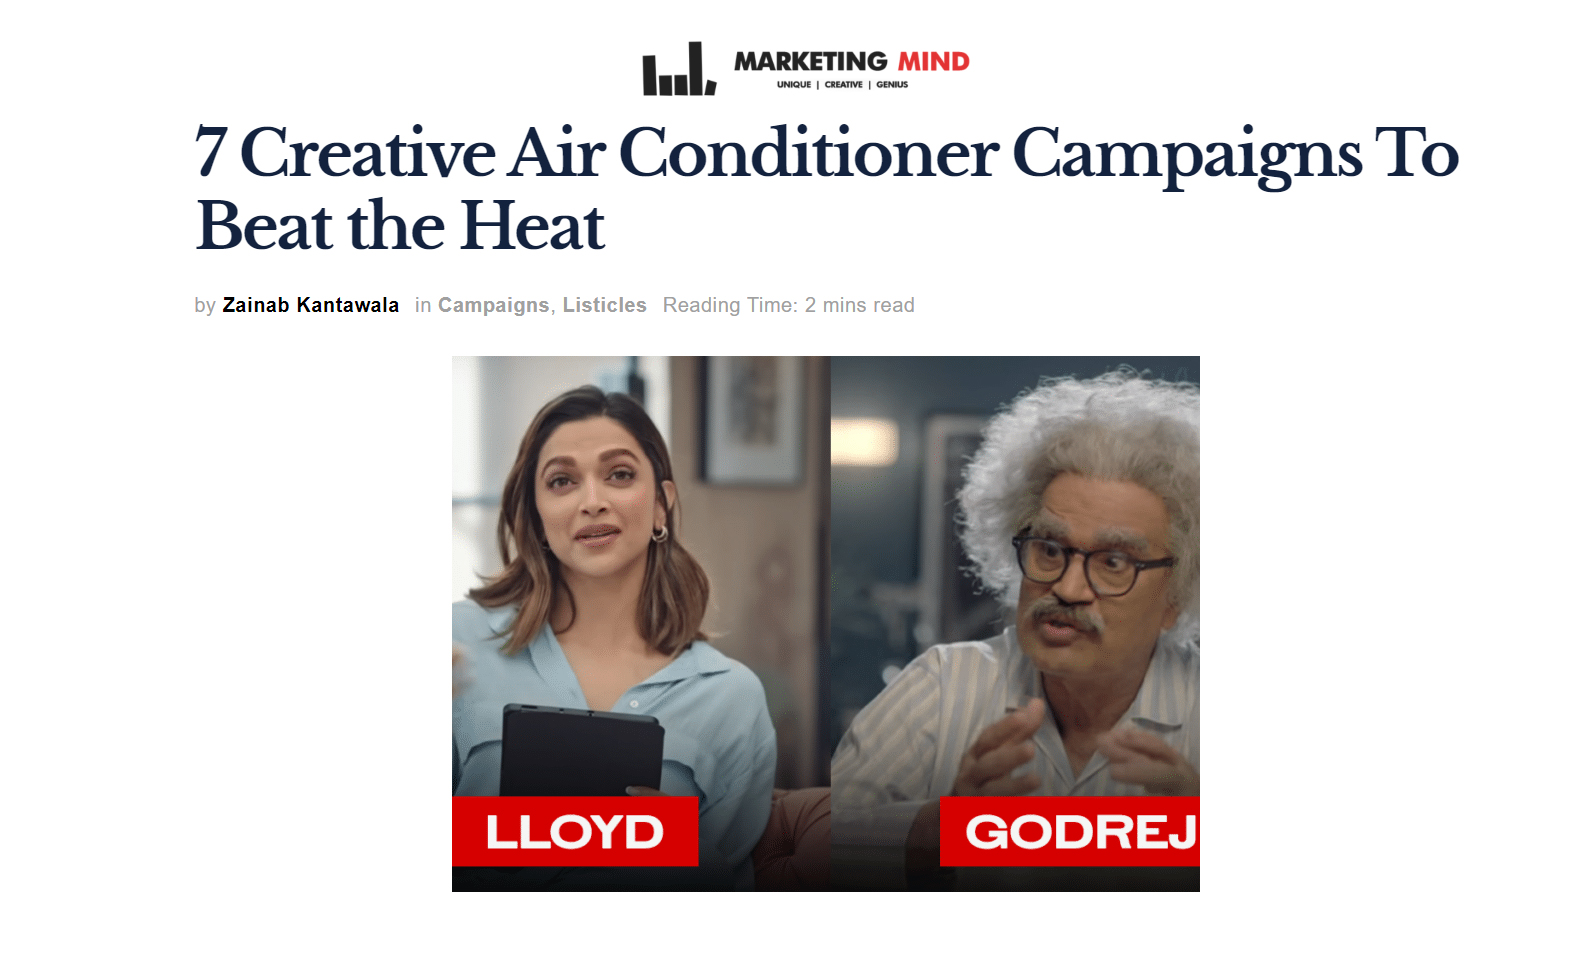 MARKETING MIND
UNIQUE | CREATIVE | GENIUS
7 Creative Air Conditioner Campaigns To
Beat the Heat
by Zainab Kantawala in Campaigns, Listicles Reading Time: 2 mins read
LLOYD
GODREJ